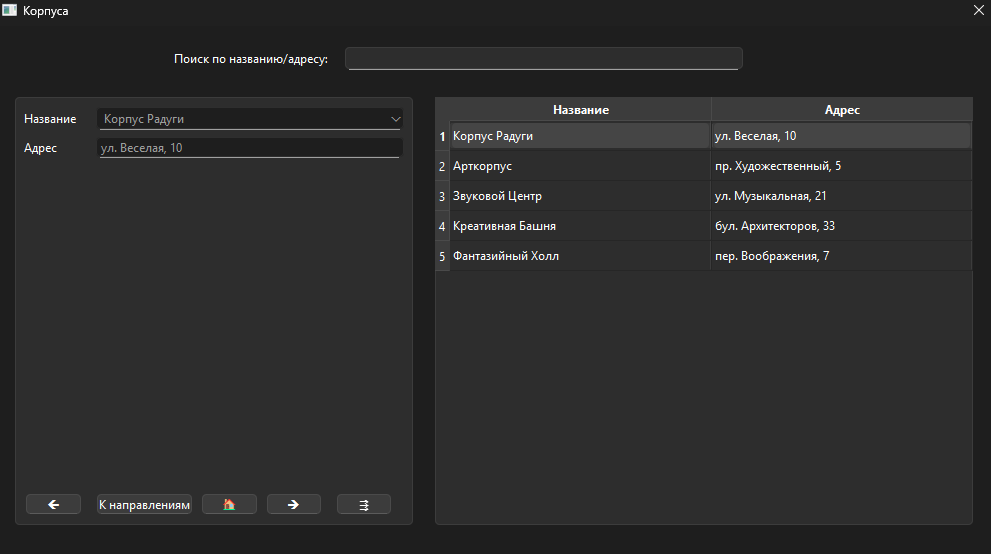 Корпуса
Поиск по названию/адресу:
Название Корпус Радуги
Адрес ул. Веселая, 10
К направлениям
Название Адрес
1 Корпус Радуги ул. Веселая, 10
2 Арткорпус пр. Художественный, 5
3 Звуковой Центр ул. Музыкальная, 21
4 Креативная Башня бул. Архитекторов, 33
5 Фантазийный Холл пер. Воображения, 7